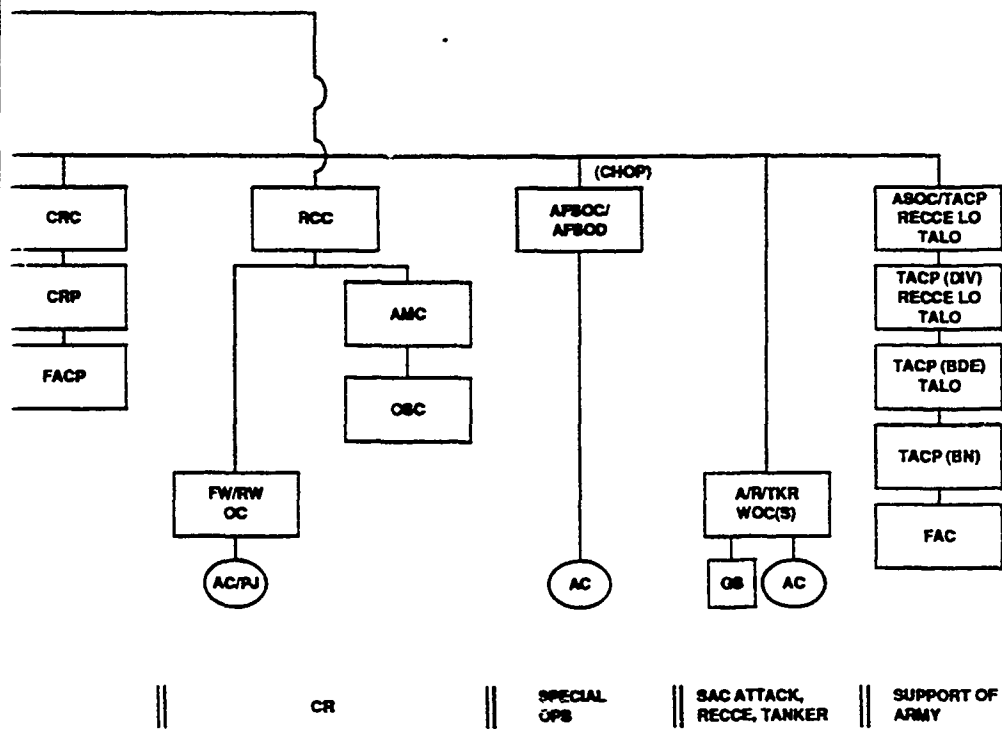 (CHOP)
CRC
RCC
AFSOC/
AFSOD
ASOC/TACP
RECCE LO
TALO
CRP
AMC
TACP (DIV)
RECCE LO
TALO
FACP
OSC
TACP (BDE)
TALO
TACP (BN)
FW/RW
OC
A/R/TKR
WOC(S)
FAC
AC/PJ
AC
GS
AC
CR
SPECIAL
OPS
SAC ATTACK,
RECCE, TANKER
SUPPORT OF
ARMY